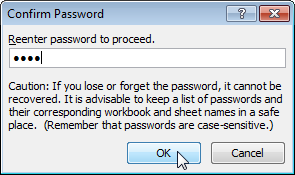 Confirm Password
?
Reenter password to proceed.
••••
Caution: If you lose or forget the password, it cannot be
recovered. It is advisable to keep a list of passwords and
their corresponding workbook and sheet names in a safe
place.  (Remember that passwords are case-sensitive.)
OK
Cancel